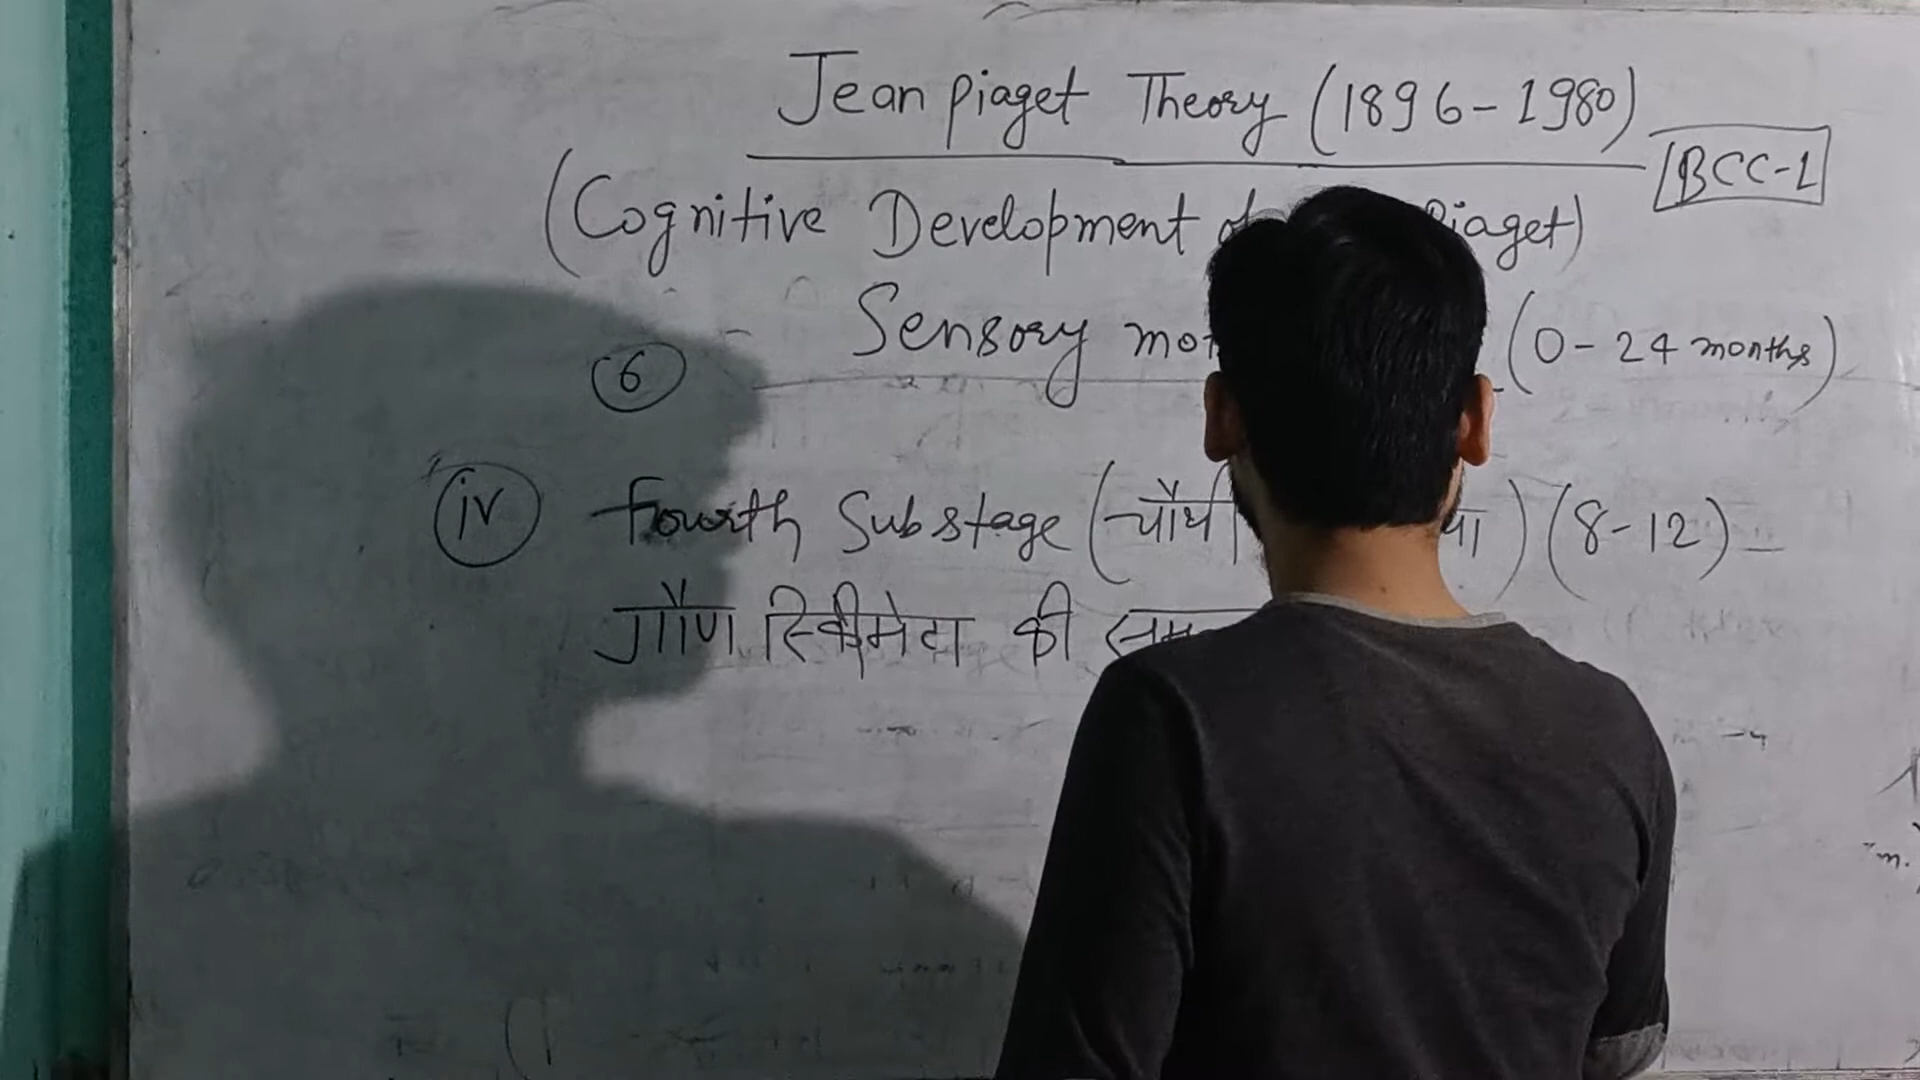 Jean piaget Theory (1896-1980)
BCC-1
(Cognitive Development of Piaget)
Sensory (0-24 months)
6
iv Fourth Substage (8-12) -
गौण स्कीमेटा की